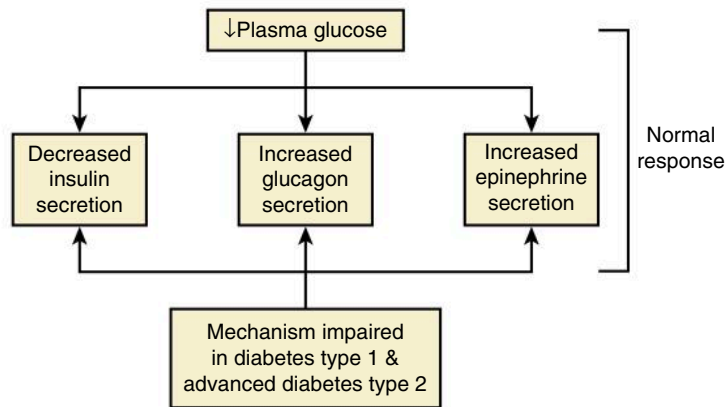 ↓Plasma glucose
Decreased
insulin
secretion
Increased
glucagon
secretion
Increased
epinephrine
secretion
Normal
response
Mechanism impaired
in diabetes type 1 &
advanced diabetes type 2